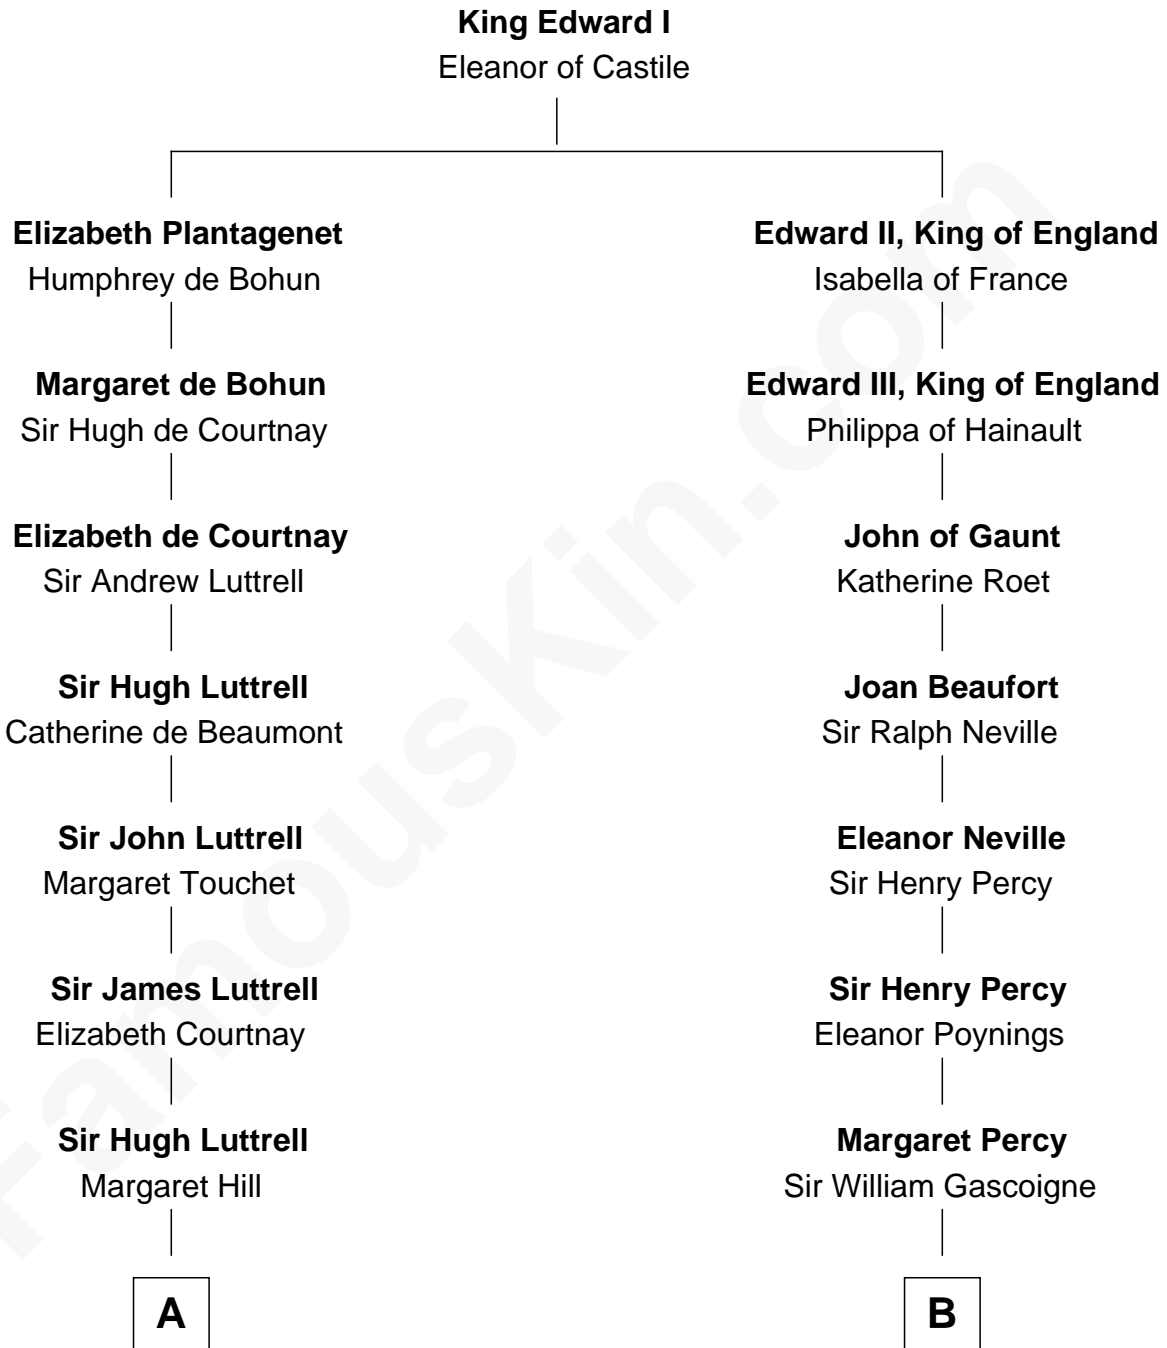 King Edward I
Eleanor of Castile
Elizabeth Plantagenet
Humphrey de Bohun
Margaret de Bohun
Sir Hugh de Courtnay
Elizabeth de Courtnay
Sir Andrew Luttrell
Sir Hugh Luttrell
Catherine de Beaumont
Sir John Luttrell
Margaret Touchet
Sir James Luttrell
Elizabeth Courtnay
Sir Hugh Luttrell
Margaret Hill
A
Edward II, King of England
Isabella of France
Edward III, King of England
Philippa of Hainault
John of Gaunt
Katherine Roet
Joan Beaufort
Sir Ralph Neville
Eleanor Neville
Sir Henry Percy
Sir Henry Percy
Eleanor Poynings
Margaret Percy
Sir William Gascoigne
B
FamousKin.com